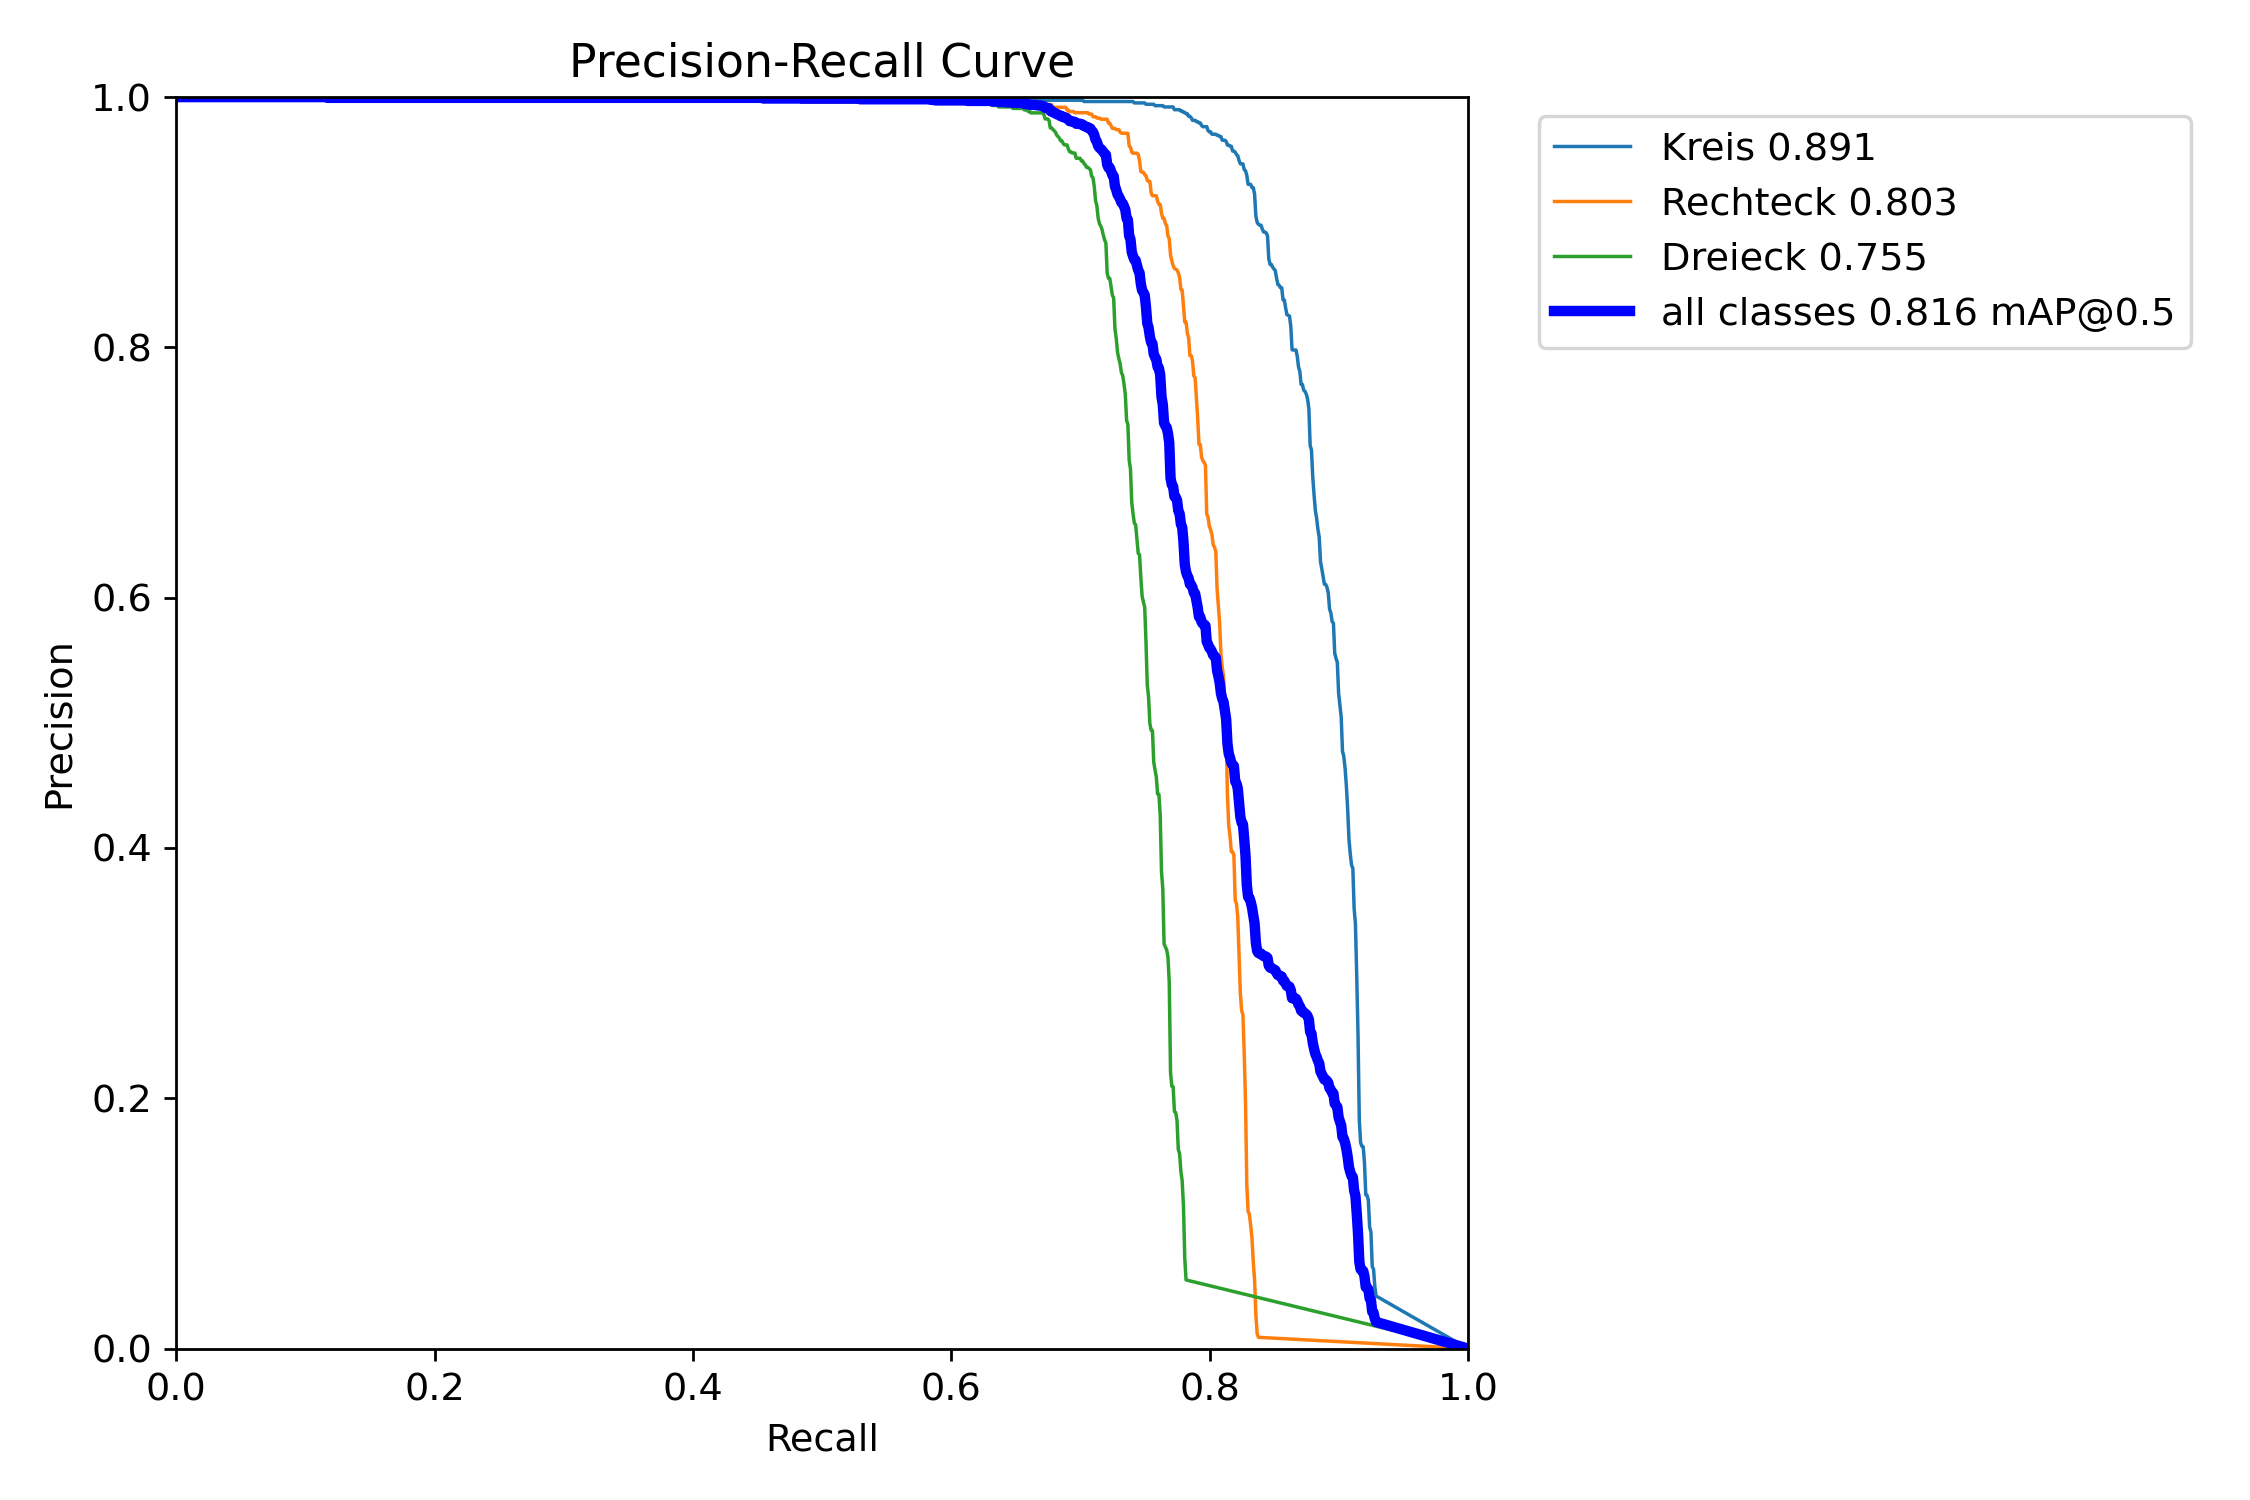 Precision-Recall Curve
1.0
0.8
0.6
0.4
0.2
0.0
Precision
0.0 0.2 0.4 0.6 0.8 1.0
Recall
Kreis 0.891
Rechteck 0.803
Dreieck 0.755
all classes 0.816 mAP@0.5